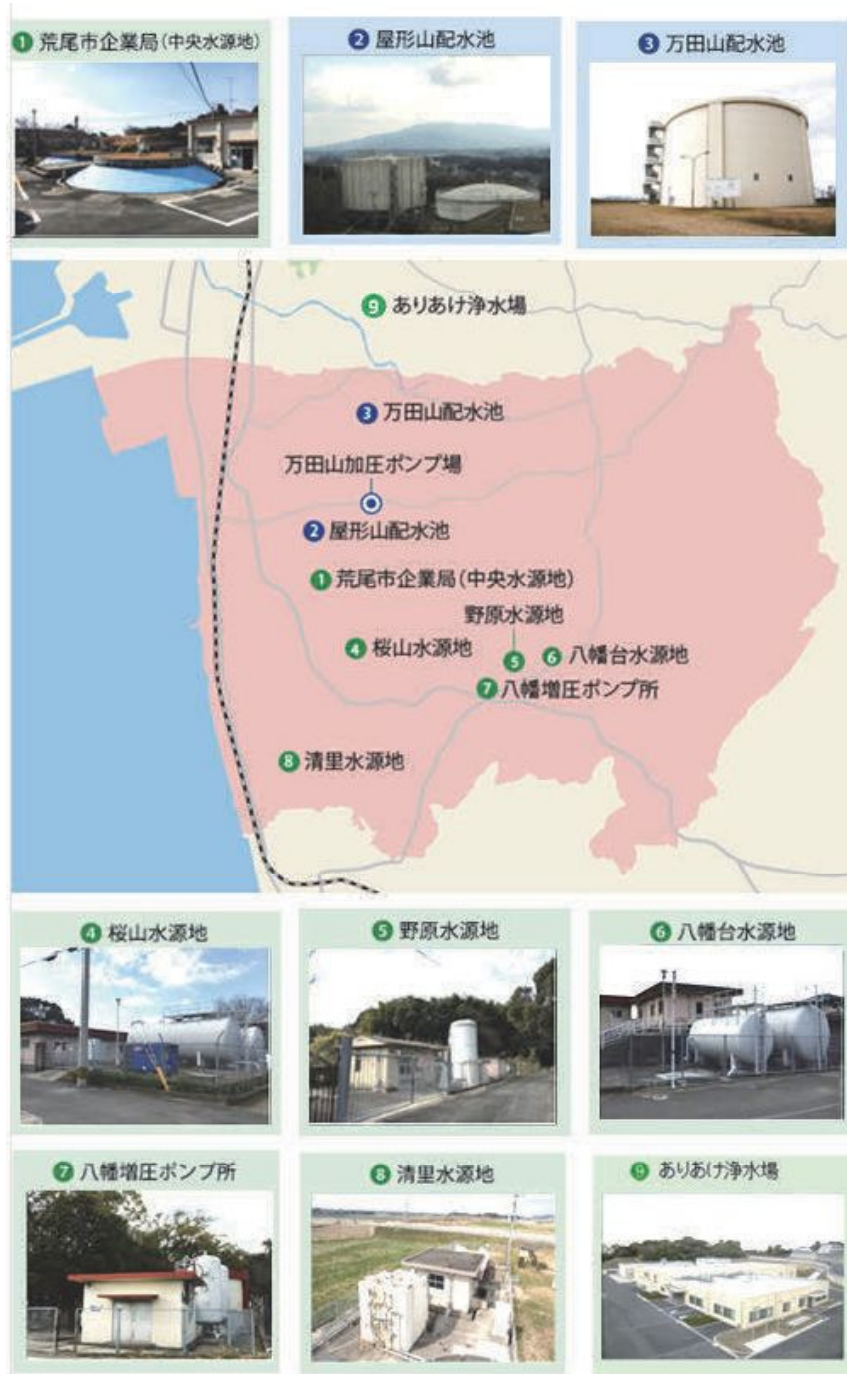 ❶ 荒尾市企業局(中央水源地)
❷ 屋形山配水池
❸ 万田山配水池
❾ ありあけ浄水場
❸ 万田山配水池
万田山加圧ポンプ場
❷ 屋形山配水池
❶ 荒尾市企業局(中央水源地)
野原水源地
❹ 桜山水源地
❺
❻ 八幡台水源地
❼ 八幡増圧ポンプ所
❽ 清里水源地
❹ 桜山水源地
❺ 野原水源地
❻ 八幡台水源地
❼ 八幡増圧ポンプ所
❽ 清里水源地
❾ ありあけ浄水場